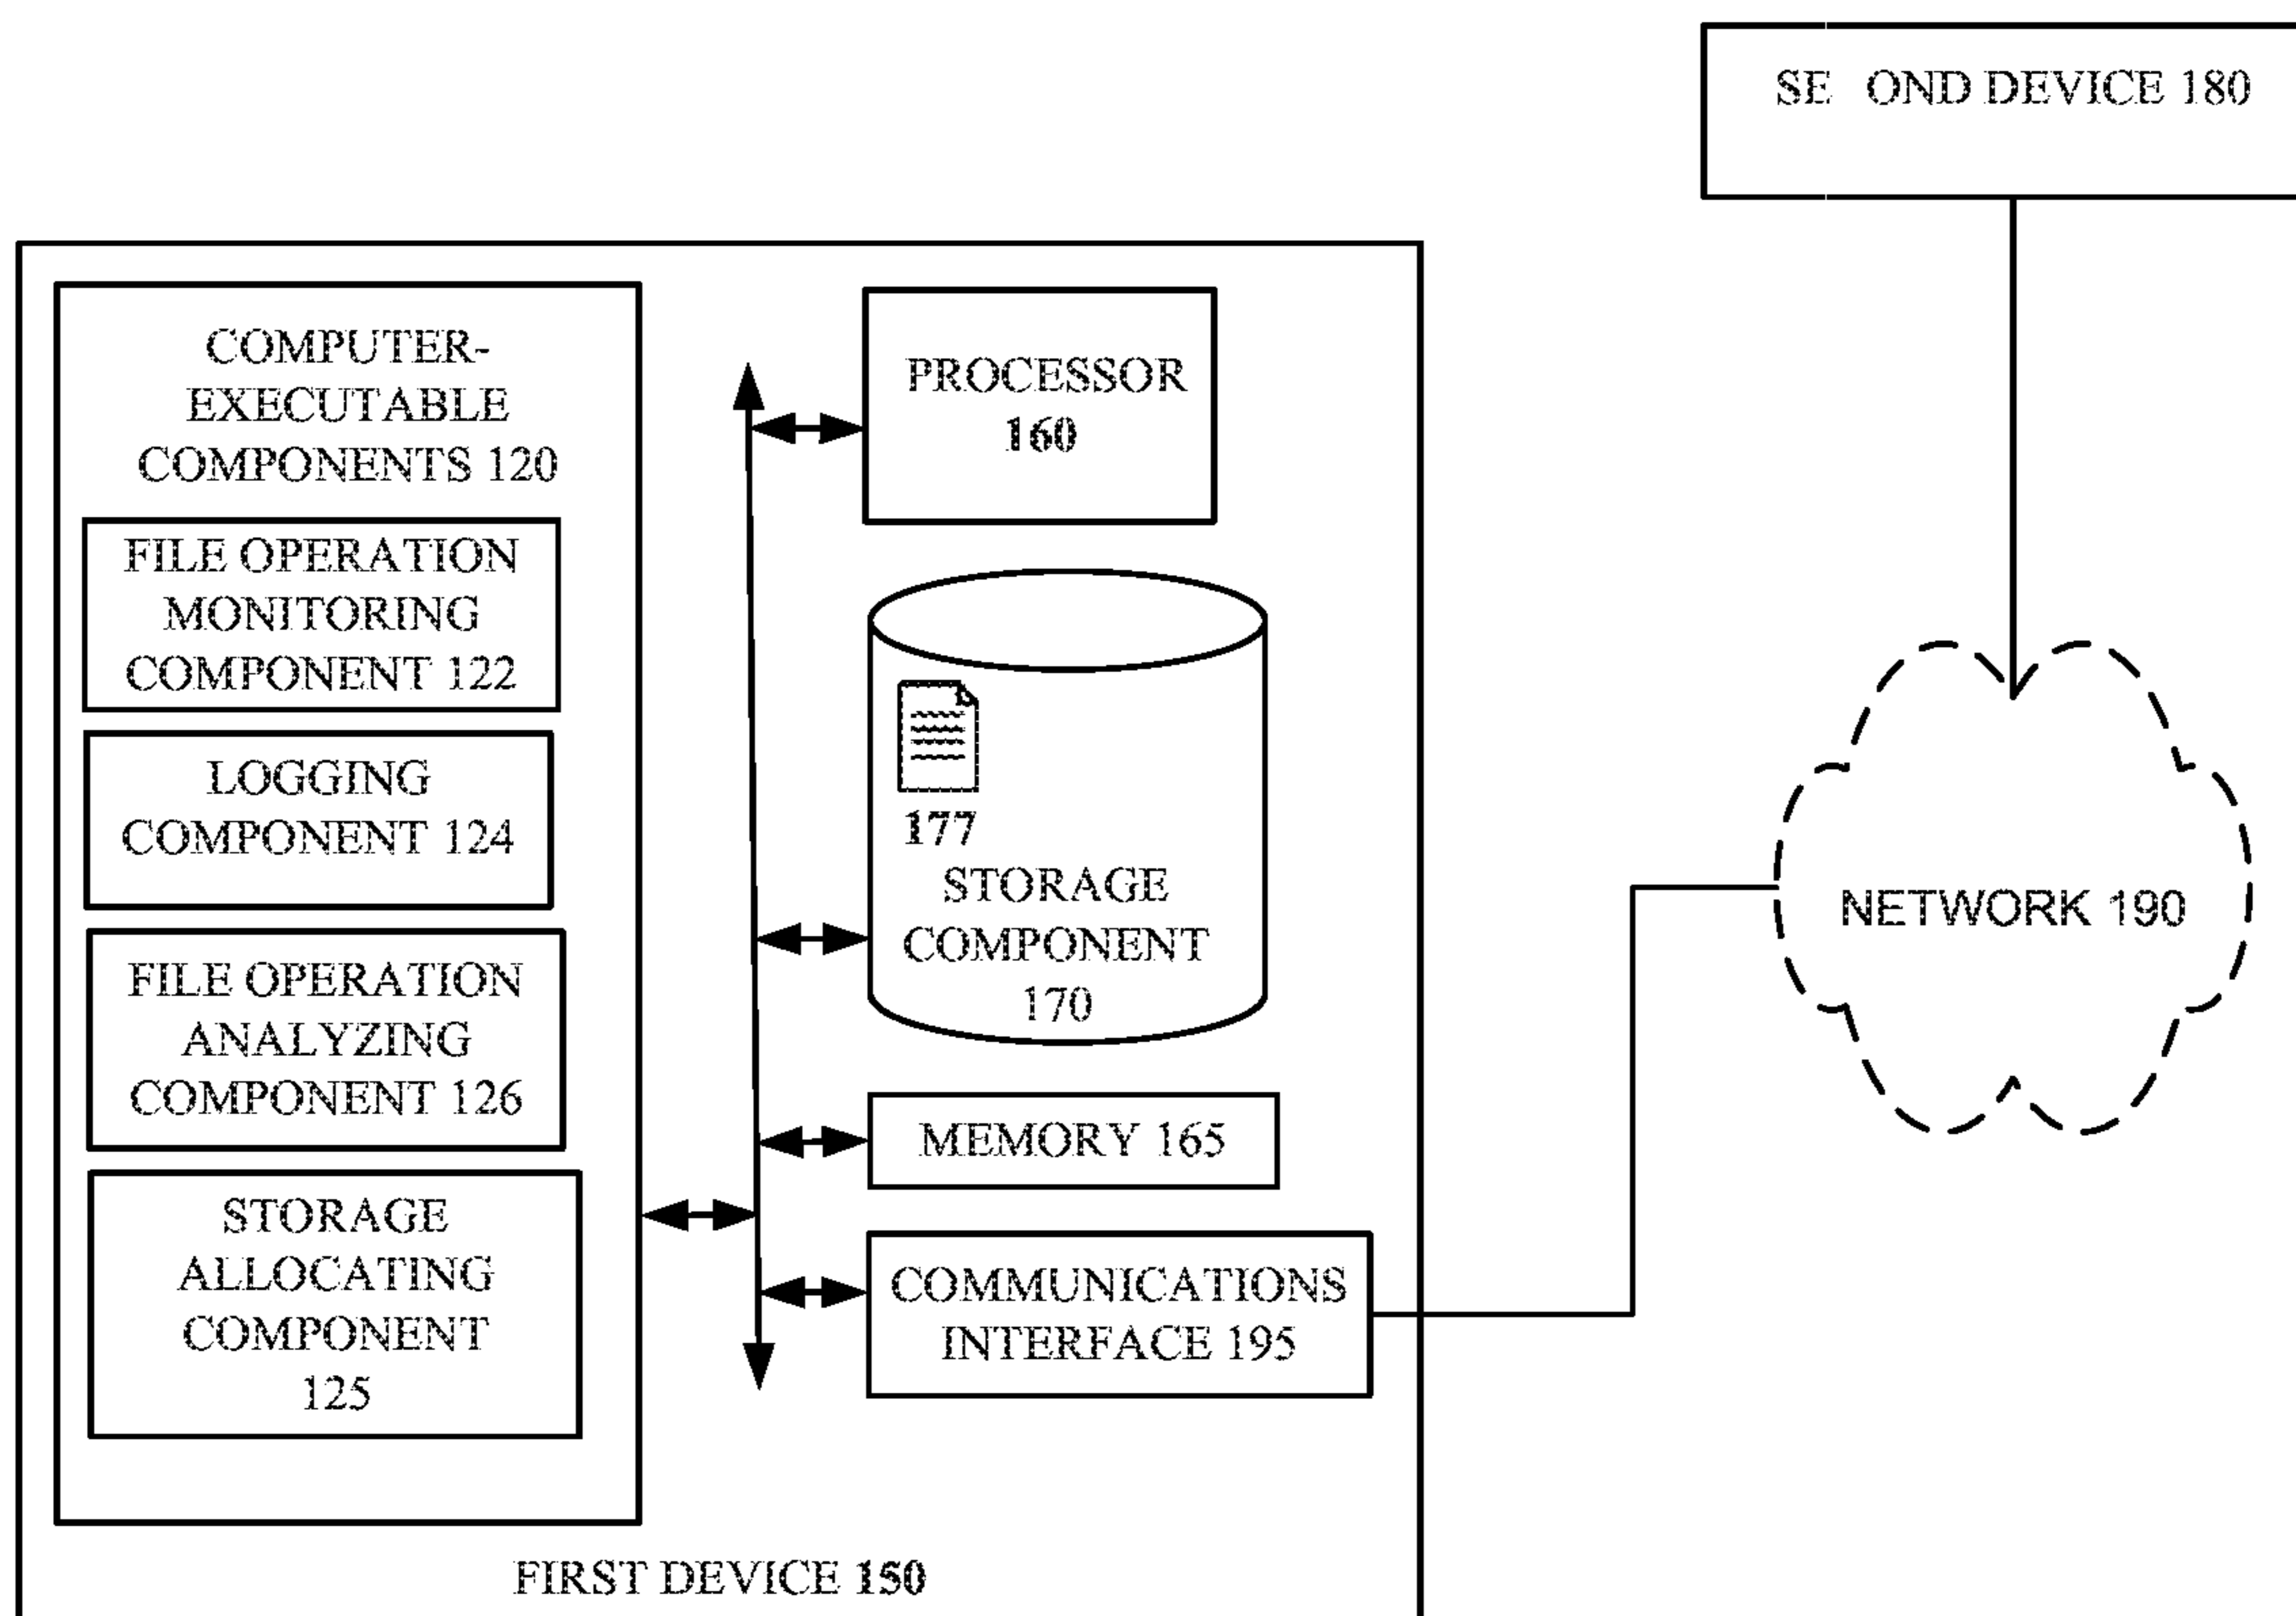 SE OND DEVICE 180
COMPUTER-
EXECUTABLE
COMPONENTS 120
FILE OPERATION
MONITORING
COMPONENT 122
LOGGING
COMPONENT 124
FILE OPERATION
ANALYZING
COMPONENT 126
STORAGE
ALLOCATING
COMPONENT
125
PROCESSOR
160
177
STORAGE
COMPONENT
170
MEMORY 165
COMMUNICATIONS
INTERFACE 195
NETWORK 190
FIRST DEVICE 150